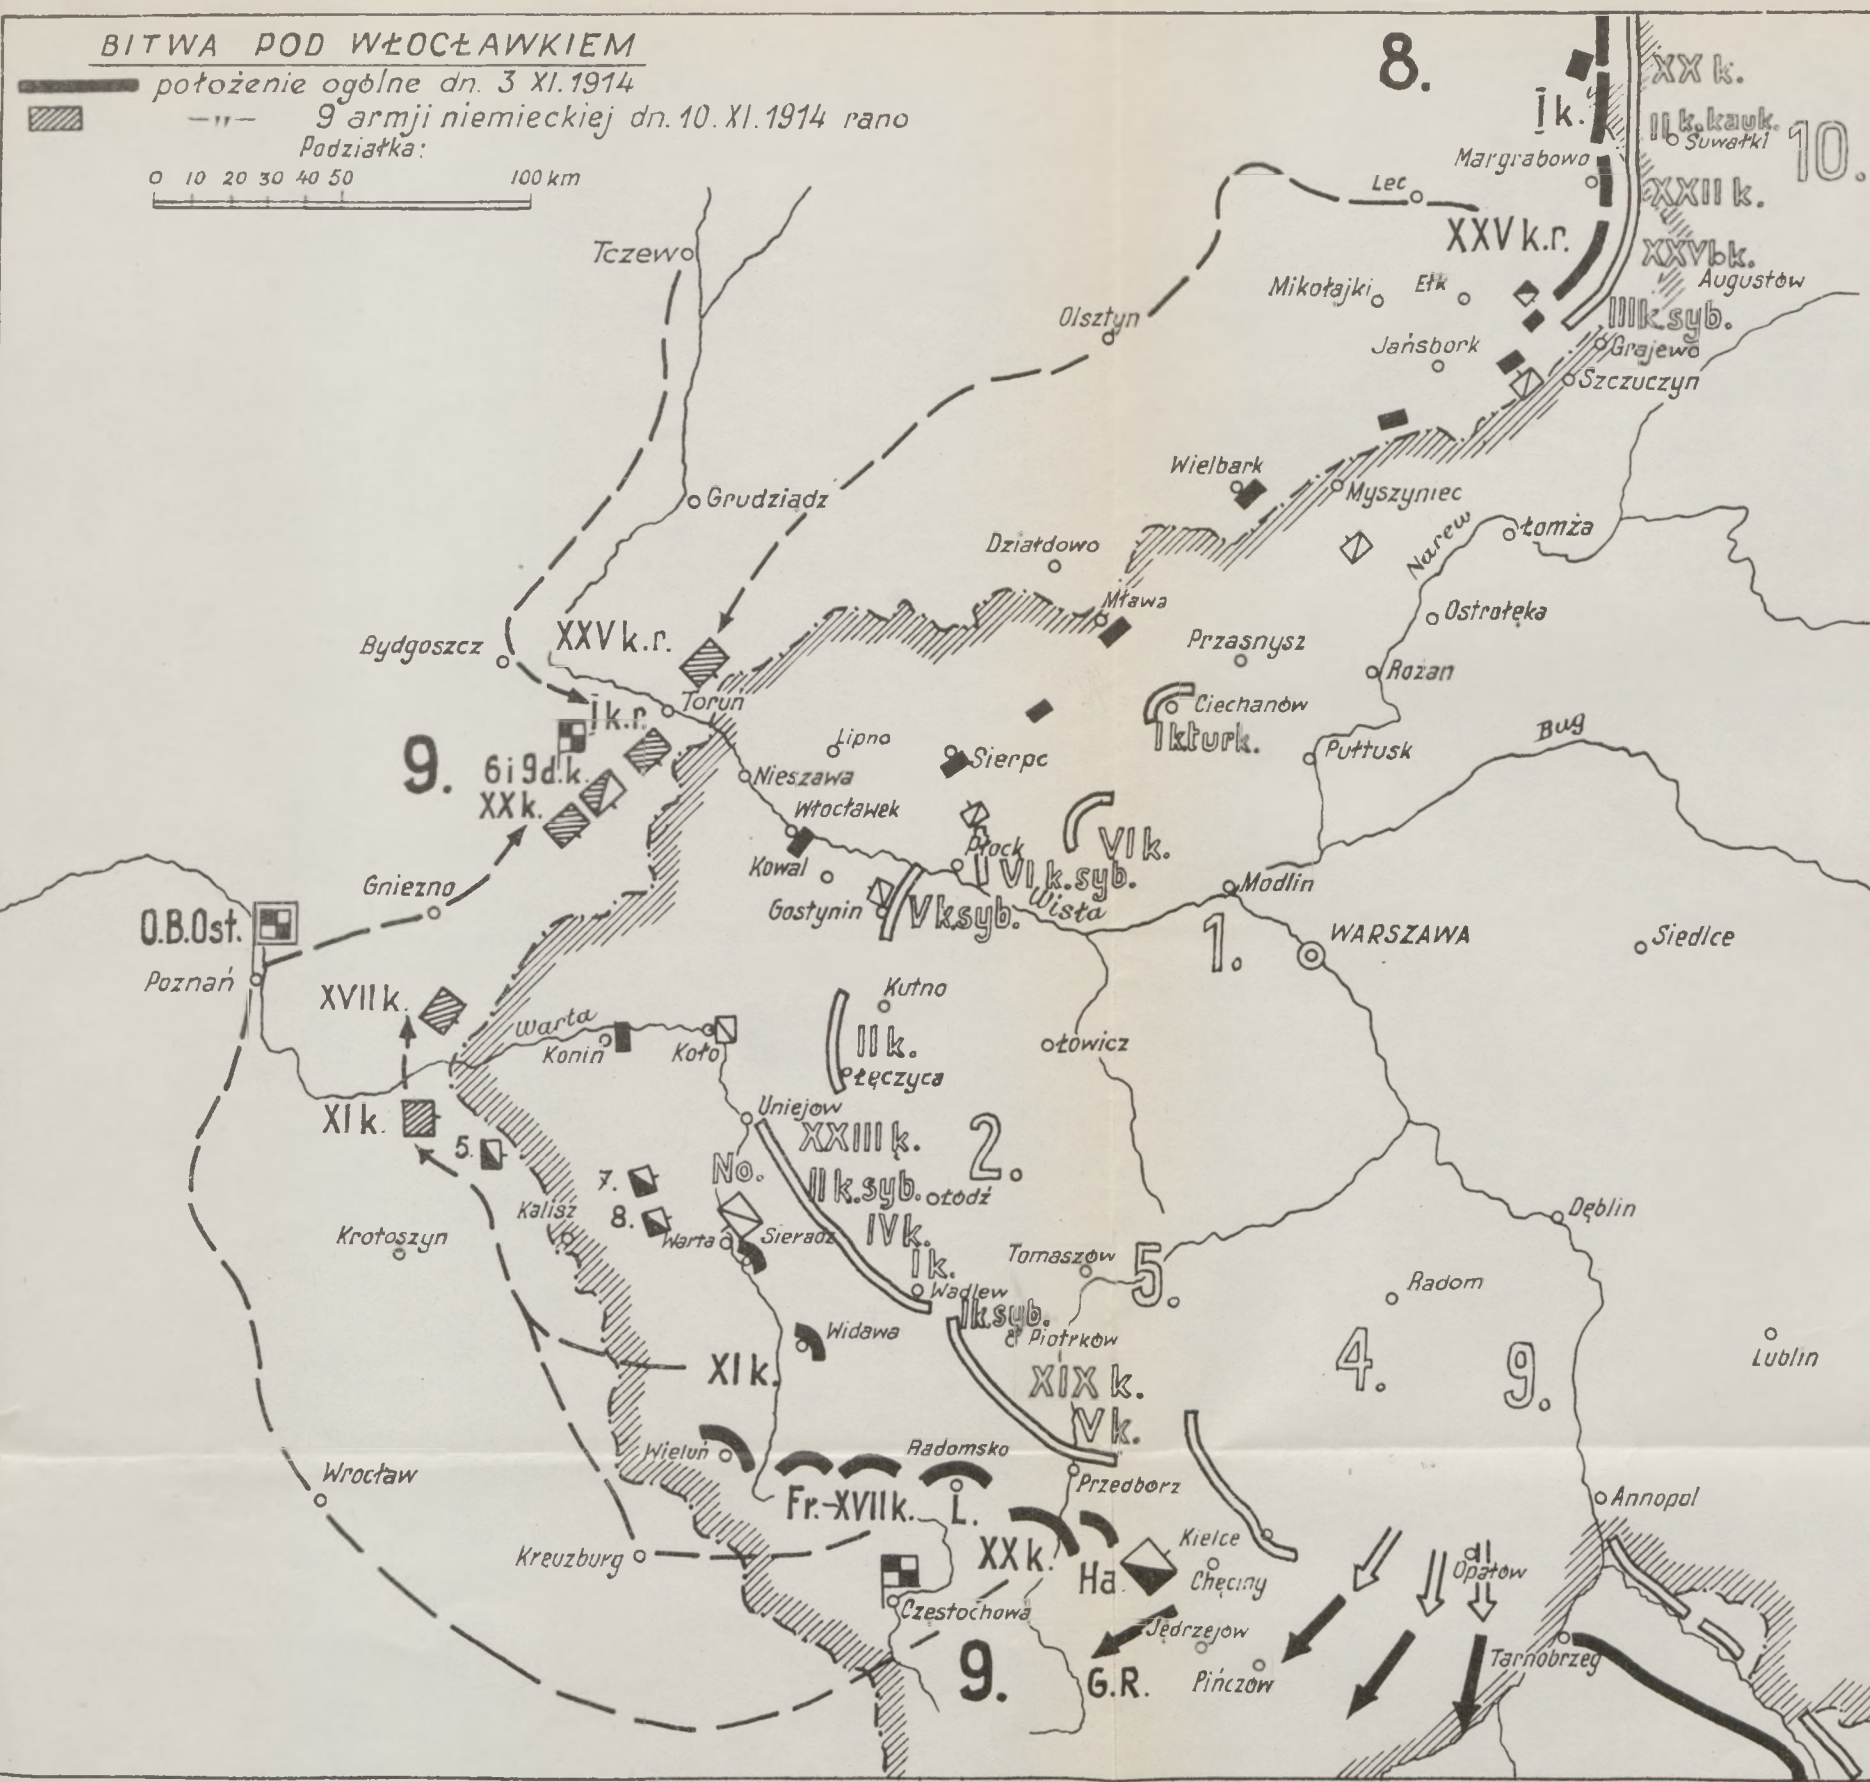 BITWA POD WŁOCŁAWKIEM
położenie ogólne dn. 3 XI. 1914
—"— 9 armji niemieckiej dn. 10. XI. 1914 rano
Podziałka:
0 10 20 30 40 50 100 km
8.
XX k.
I k.
II k. kauk.
Suwałki
10.
Margrabowo
Lec
XXII k.
XXV k.r.
XXVI k.
Augustów
Tczew
Mikołajki
Ełk
III k. syb.
Olsztyn
Jańsbork
Grajewo
Szczuczyn
Wielbark
Myszyniec
Grudziądz
Narew
Łomża
Działdowo
Mława
Ostrołęka
Bydgoszcz
XXV k.r.
Przasnysz
Rożan
Toruń
I k.r.
Ciechanów
I k turk.
Bug
9.
6 i 9 d.k.
XX k.
Lipno
Sierpc
Pułtusk
Nieszawa
Włocławek
Płock
VI k.
Kowal
VI k. syb.
Modlin
Gniezno
Gostynin
V k syb.
Wisła
O.B.Ost.
1.
WARSZAWA
Siedlce
Poznań
XVII k.
Kutno
Warta
Konin
Koło
II k.
Łowicz
Łęczyca
XI k.
5.
Uniejow
XXIII k.
2.
No.
7.
II k. syb.
Łódź
8.
Kalisz
IV k.
Dęblin
Krotoszyn
Warta
Sieradz
I k.
Tomaszów
5.
Radom
Wadlew
I k. syb.
Widawa
Piotrków
Lublin
XI k.
XIX k.
4.
9.
V k.
Wieluń
Radomsko
Wrocław
Przedborz
Fr.-XVII k.
L.
Annopol
Kreuzburg
XX k.
Ha.
Kielce
Chęciny
Opatów
Częstochowa
Jędrzejów
9.
G.R.
Pińczów
Tarnobrzeg